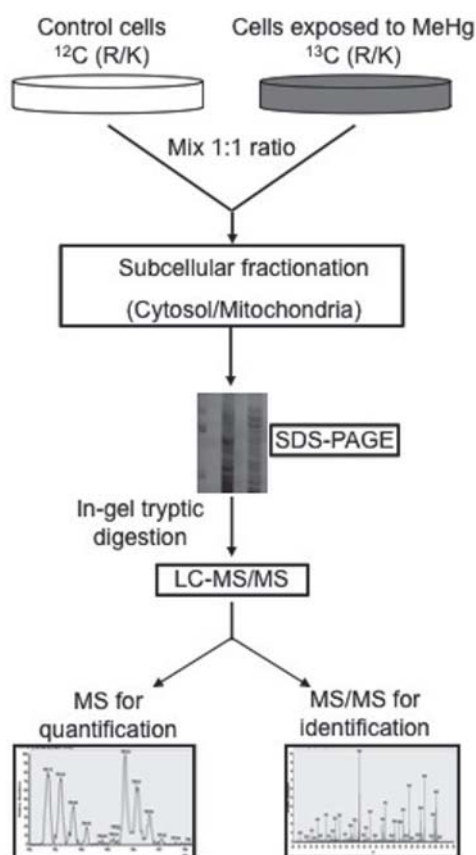 Control cells
¹²C (R/K)
Cells exposed to MeHg
¹³C (R/K)
Mix 1:1 ratio
Subcellular fractionation
(Cytosol/Mitochondria)
SDS-PAGE
In-gel tryptic
digestion
LC-MS/MS
MS for
quantification
MS/MS for
identification